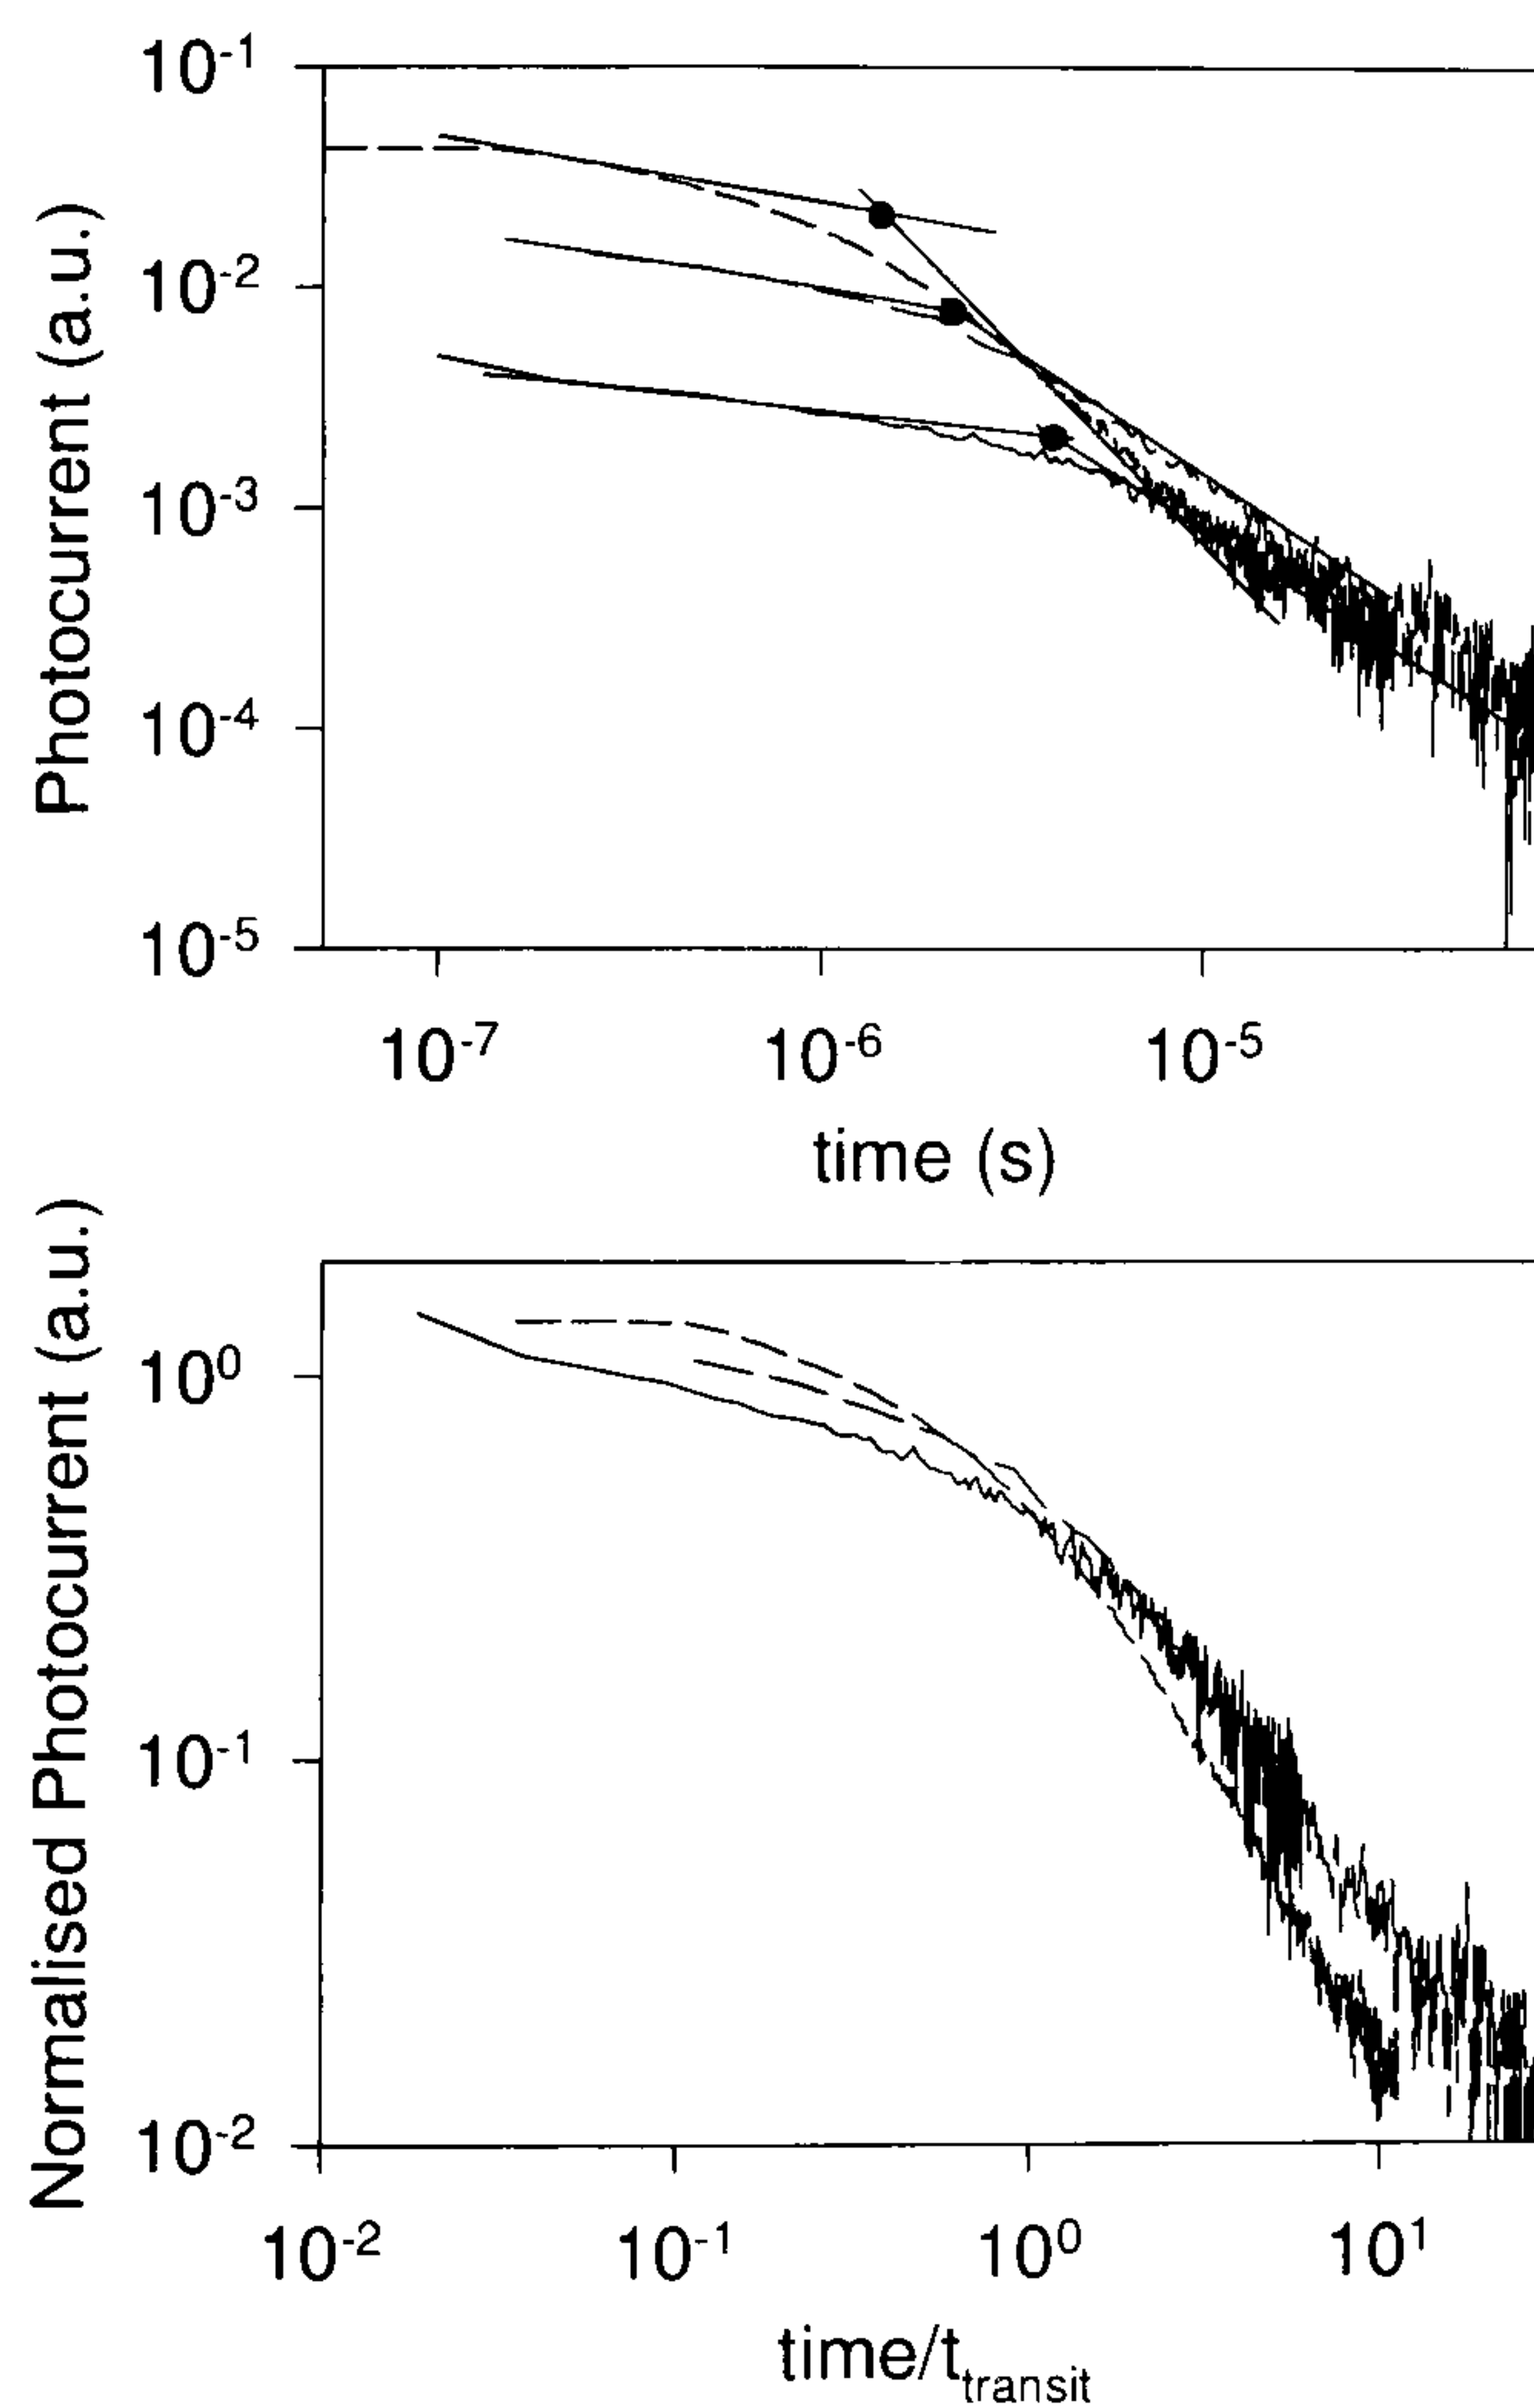 Photocurrent (a.u.)
10⁻¹
10⁻²
10⁻³
10⁻⁴
10⁻⁵
10⁻⁷ 10⁻⁶ 10⁻⁵
time (s)
Normalised Photocurrent (a.u.)
10⁰
10⁻¹
10⁻²
10⁻² 10⁻¹ 10⁰ 10¹
time/t_transit